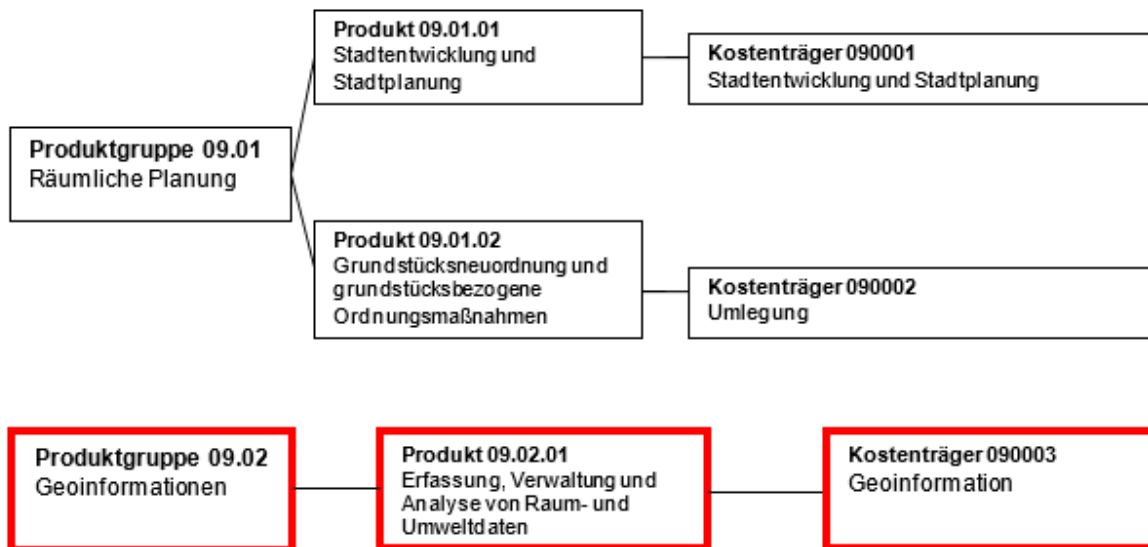 Produkt 09.01.01
Stadtentwicklung und
Stadtplanung
Kostenträger 090001
Stadtentwicklung und Stadtplanung
Produktgruppe 09.01
Räumliche Planung
Produkt 09.01.02
Grundstücksneuordnung und
grundstücksbezogene
Ordnungsmaßnahmen
Kostenträger 090002
Umlegung
Produktgruppe 09.02
Geoinformationen
Produkt 09.02.01
Erfassung, Verwaltung und
Analyse von Raum- und
Umweltdaten
Kostenträger 090003
Geoinformation